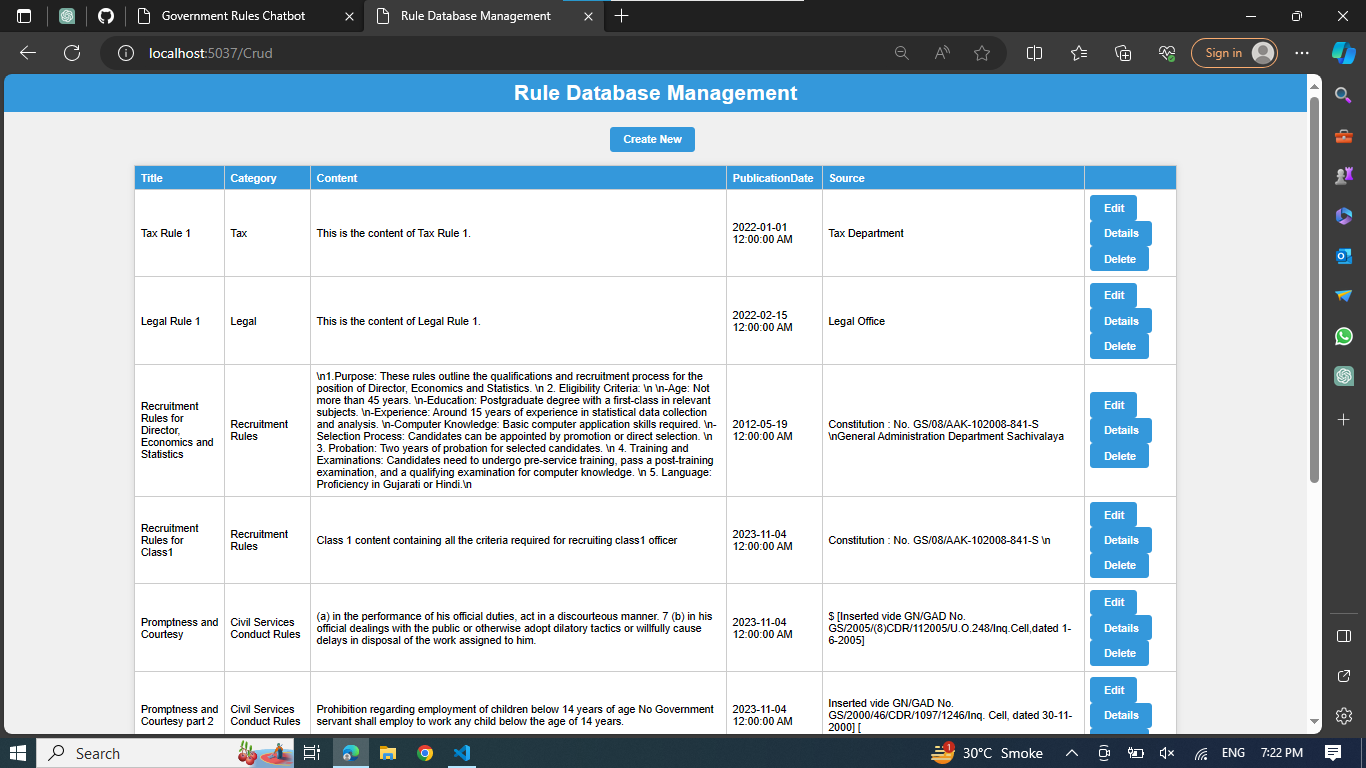 Government Rules Chatbot
Rule Database Management
localhost:5037/Crud
Sign in
Rule Database Management
Create New
Title Category Content PublicationDate Source
Tax Rule 1
Tax
This is the content of Tax Rule 1.
2022-01-01
12:00:00 AM
Tax Department
Edit
Details
Delete
Legal Rule 1
Legal
This is the content of Legal Rule 1.
2022-02-15
12:00:00 AM
Legal Office
Edit
Details
Delete
Recruitment
Rules for
Director,
Economics and
Statistics
Recruitment
Rules
\n1.Purpose: These rules outline the qualifications and recruitment process for the
position of Director, Economics and Statistics. \n 2. Eligibility Criteria: \n \n-Age: Not
more than 45 years. \n-Education: Postgraduate degree with a first-class in relevant
subjects. \n-Experience: Around 15 years of experience in statistical data collection
and analysis. \n-Computer Knowledge: Basic computer application skills required. \n-
Selection Process: Candidates can be appointed by promotion or direct selection. \n
3. Probation: Two years of probation for selected candidates. \n 4. Training and
Examinations: Candidates need to undergo pre-service training, pass a post-training
examination, and a qualifying examination for computer knowledge. \n 5. Language:
Proficiency in Gujarati or Hindi.\n
2012-05-19
12:00:00 AM
Constitution : No. GS/08/AAK-102008-841-S
\nGeneral Administration Department Sachivalaya
Edit
Details
Delete
Recruitment
Rules for
Class1
Recruitment
Rules
Class 1 content containing all the criteria required for recruiting class1 officer
2023-11-04
12:00:00 AM
Constitution : No. GS/08/AAK-102008-841-S \n
Edit
Details
Delete
Promptness and
Courtesy
Civil Services
Conduct Rules
(a) in the performance of his official duties, act in a discourteous manner. 7 (b) in his
official dealings with the public or otherwise adopt dilatory tactics or willfully cause
delays in disposal of the work assigned to him.
2023-11-04
12:00:00 AM
$ [Inserted vide GN/GAD No.
GS/2005/(8)CDR/112005/U.O.248/Inq.Cell,dated 1-
6-2005]
Edit
Details
Delete
Promptness and
Courtesy part 2
Civil Services
Conduct Rules
Prohibition regarding employment of children below 14 years of age No Government
servant shall employ to work any child below the age of 14 years.
2023-11-04
12:00:00 AM
Inserted vide GN/GAD No.
GS/2000/46/CDR/1097/1246/Inq. Cell, dated 30-11-
2000] [
Edit
Details
Search
1
30°C Smoke
ENG
7:22 PM